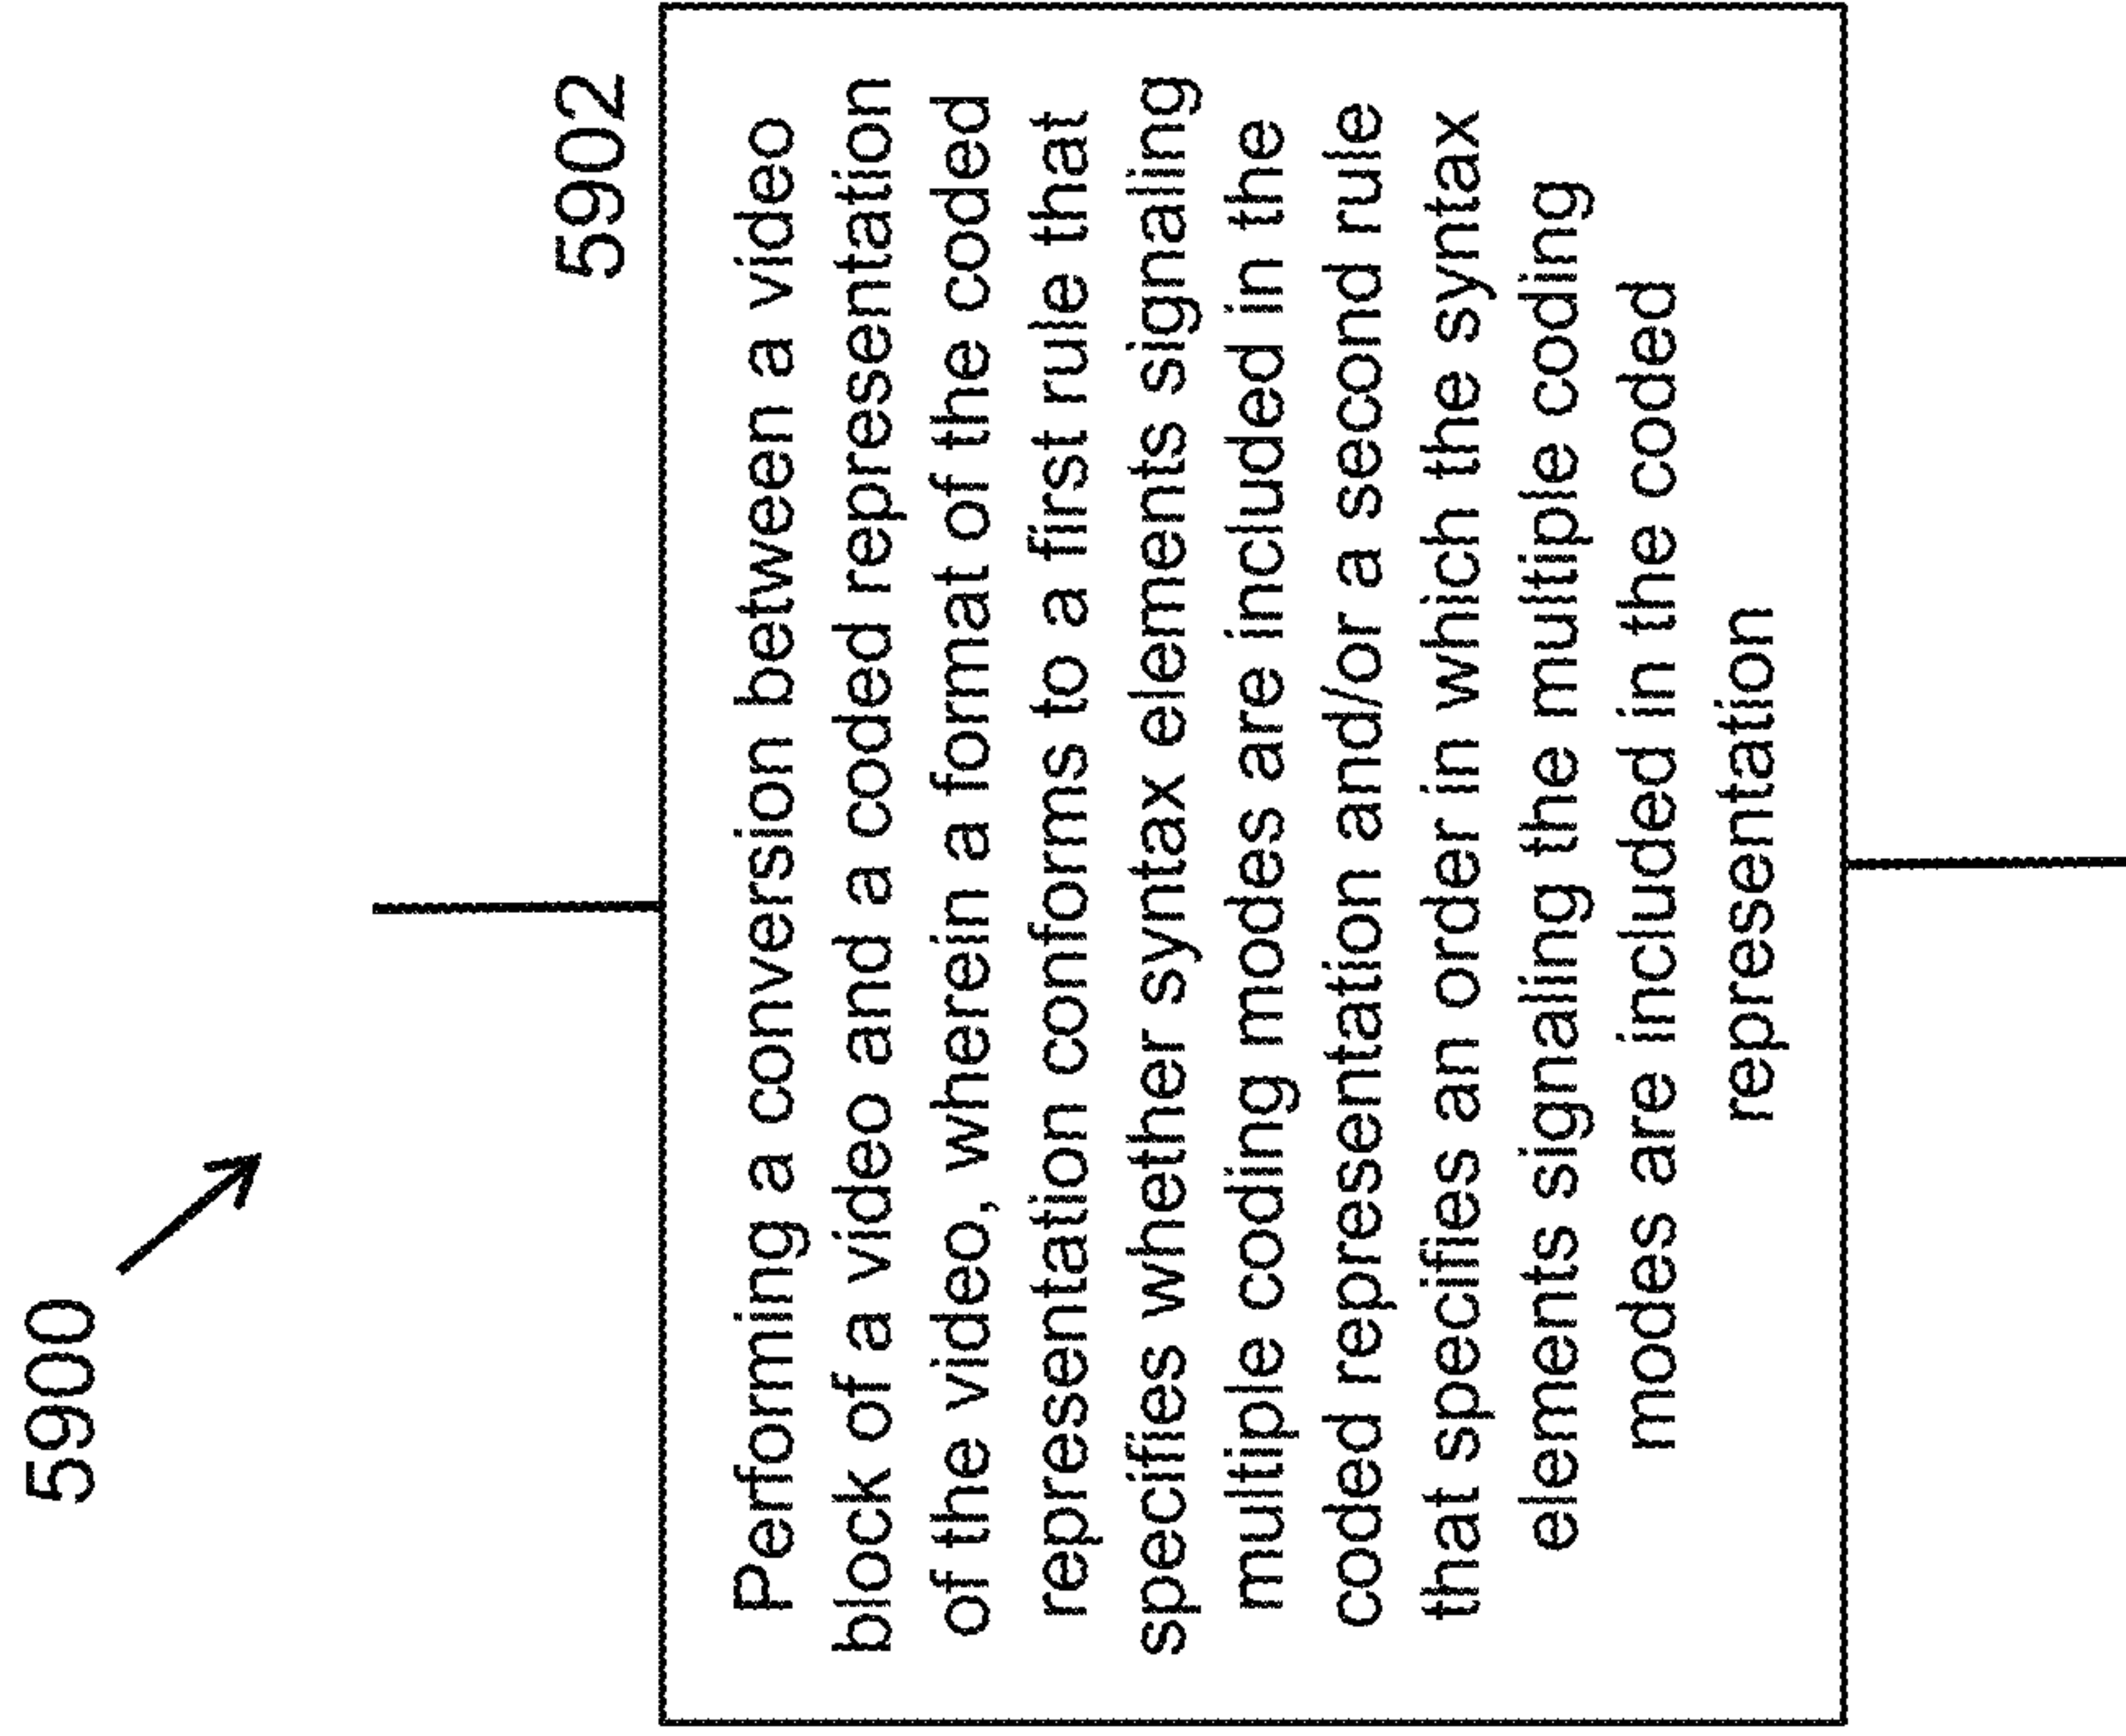 5900
5902
Performing a conversion between a video
block of a video and a coded representation
of the video, wherein a format of the coded
representation conforms to a first rule that
specifies whether syntax elements signaling
multiple coding modes are included in the
coded representation and/or a second rule
that specifies an order in which the syntax
elements signaling the multiple coding
modes are included in the coded
representation